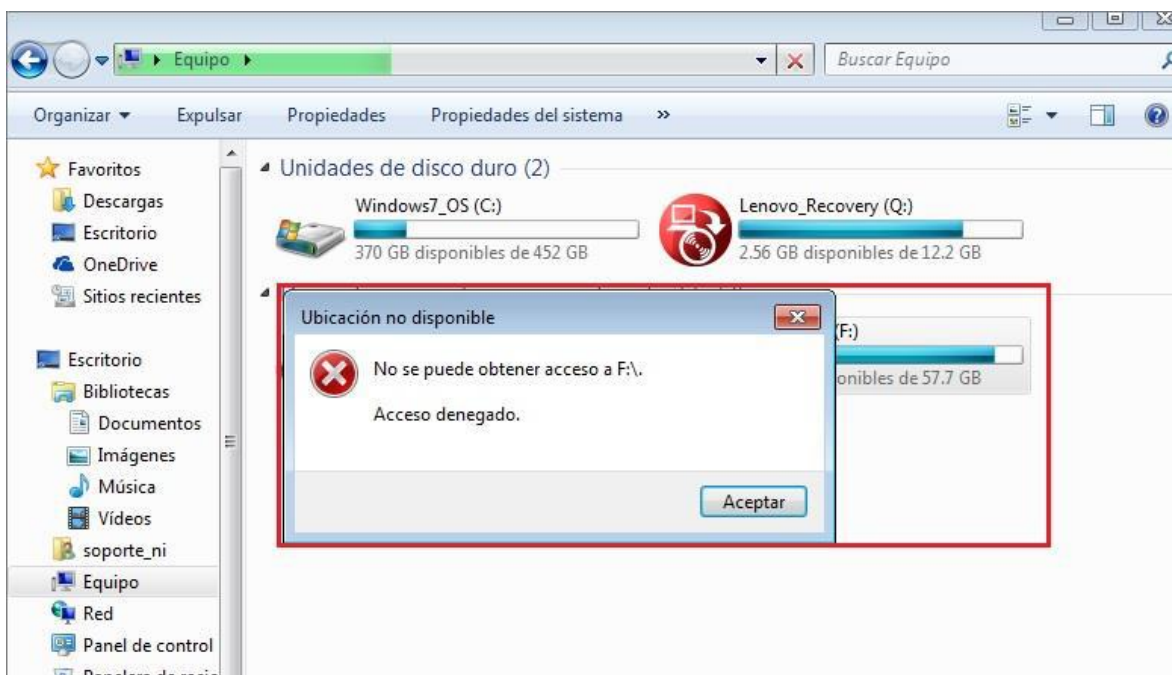 Equipo
Buscar Equipo
Organizar
Expulsar
Propiedades
Propiedades del sistema
»
Favoritos
Descargas
Escritorio
OneDrive
Sitios recientes
Escritorio
Bibliotecas
Documentos
Imágenes
Música
Vídeos
soporte_ni
Equipo
Red
Panel de control
Unidades de disco duro (2)
Windows7_OS (C:)
370 GB disponibles de 452 GB
Lenovo_Recovery (Q:)
2.56 GB disponibles de 12.2 GB
(F:)
de 57.7 GB
Ubicación no disponible
No se puede obtener acceso a F:\.
Acceso denegado.
Aceptar